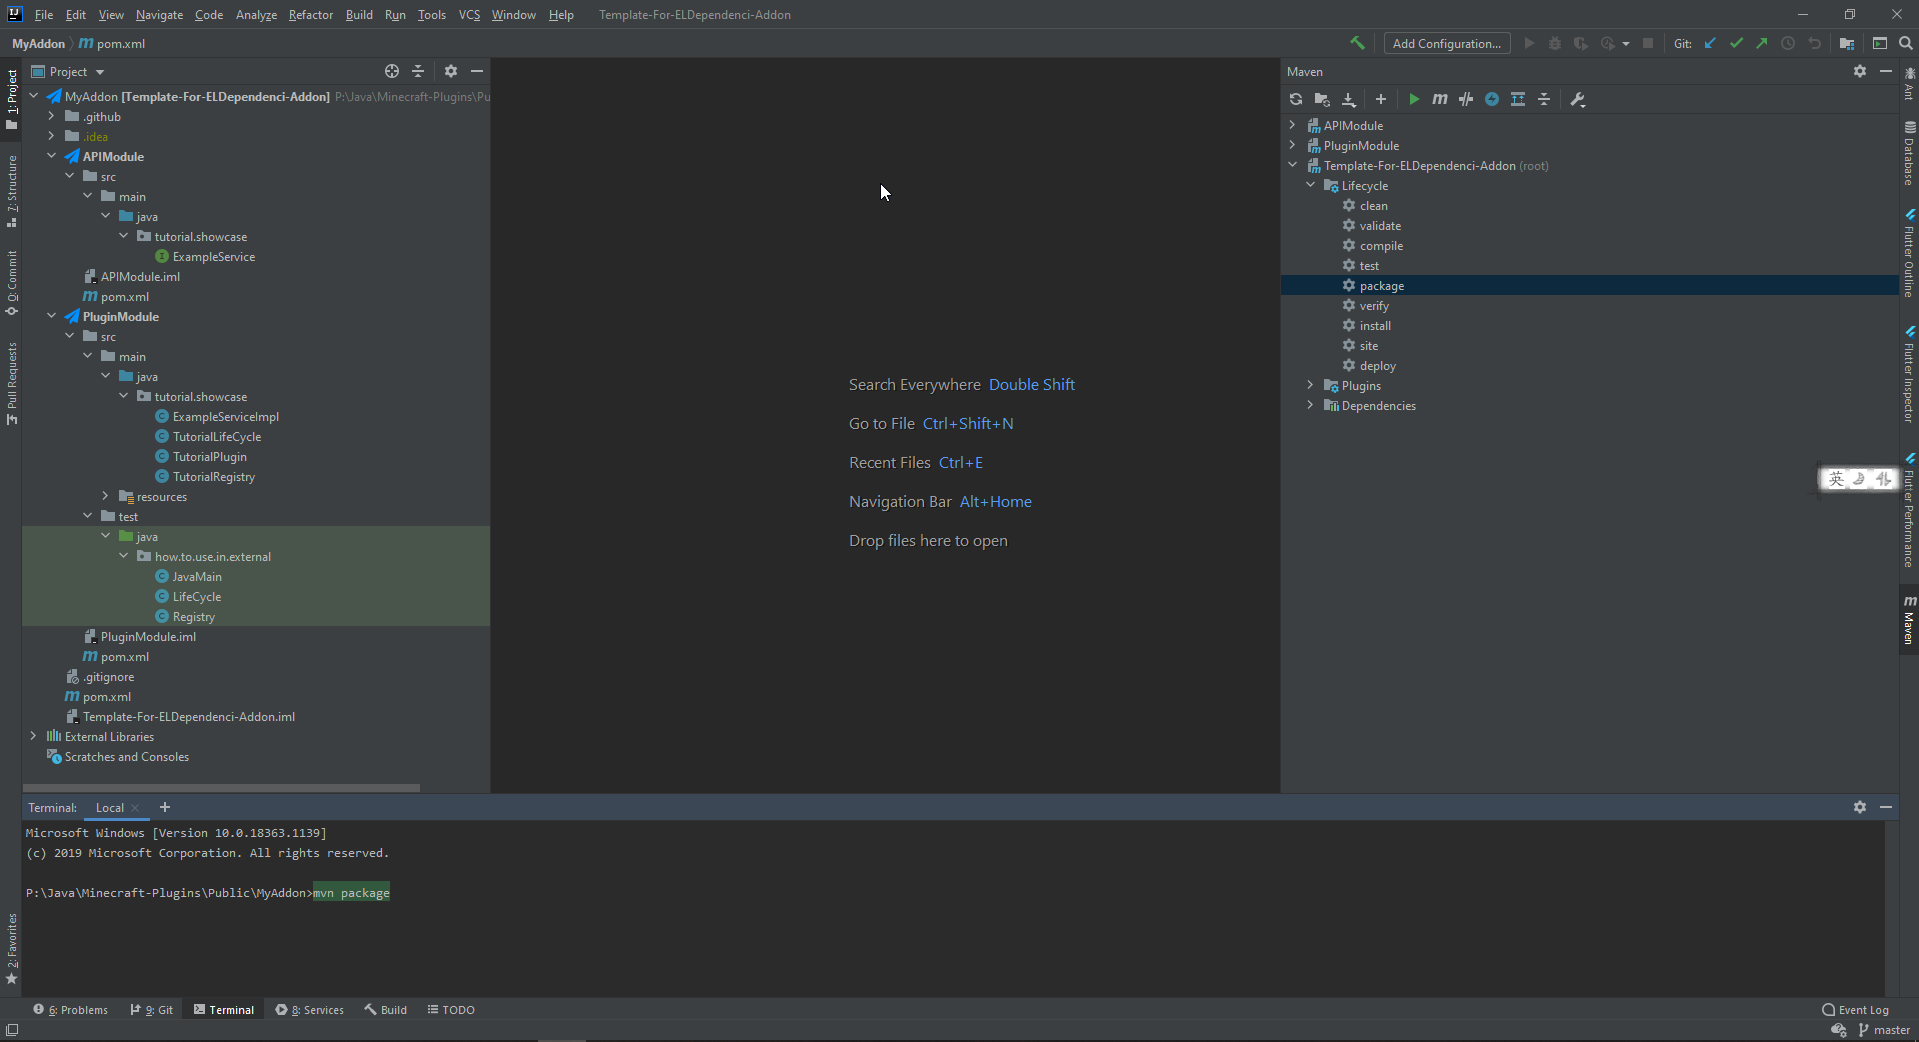 File Edit View Navigate Code Analyze Refactor Build Run Tools VCS Window Help Template-For-ELDependenci-Addon
MyAddon pom.xml
Add Configuration...
Git:
1: Project
7: Structure
0: Commit
Pull Requests
2: Favorites
Project
MyAddon [Template-For-ELDependenci-Addon] P:\Java\Minecraft-Plugins\Pu
.github
.idea
APIModule
src
main
java
tutorial.showcase
ExampleService
APIModule.iml
pom.xml
PluginModule
src
main
java
tutorial.showcase
ExampleServiceImpl
TutorialLifeCycle
TutorialPlugin
TutorialRegistry
resources
test
java
how.to.use.in.external
JavaMain
LifeCycle
Registry
PluginModule.iml
pom.xml
.gitignore
pom.xml
Template-For-ELDependenci-Addon.iml
External Libraries
Scratches and Consoles
Search Everywhere Double Shift
Go to File Ctrl+Shift+N
Recent Files Ctrl+E
Navigation Bar Alt+Home
Drop files here to open
Maven
APIModule
PluginModule
Template-For-ELDependenci-Addon (root)
Lifecycle
clean
validate
compile
test
package
verify
install
site
deploy
Plugins
Dependencies
英
Ant
Database
Flutter Outline
Flutter Inspector
Flutter Performance
Maven
Terminal: Local
Microsoft Windows [Version 10.0.18363.1139]
(c) 2019 Microsoft Corporation. All rights reserved.
P:\Java\Minecraft-Plugins\Public\MyAddon>mvn package
6: Problems 9: Git Terminal 8: Services Build TODO
Event Log
master